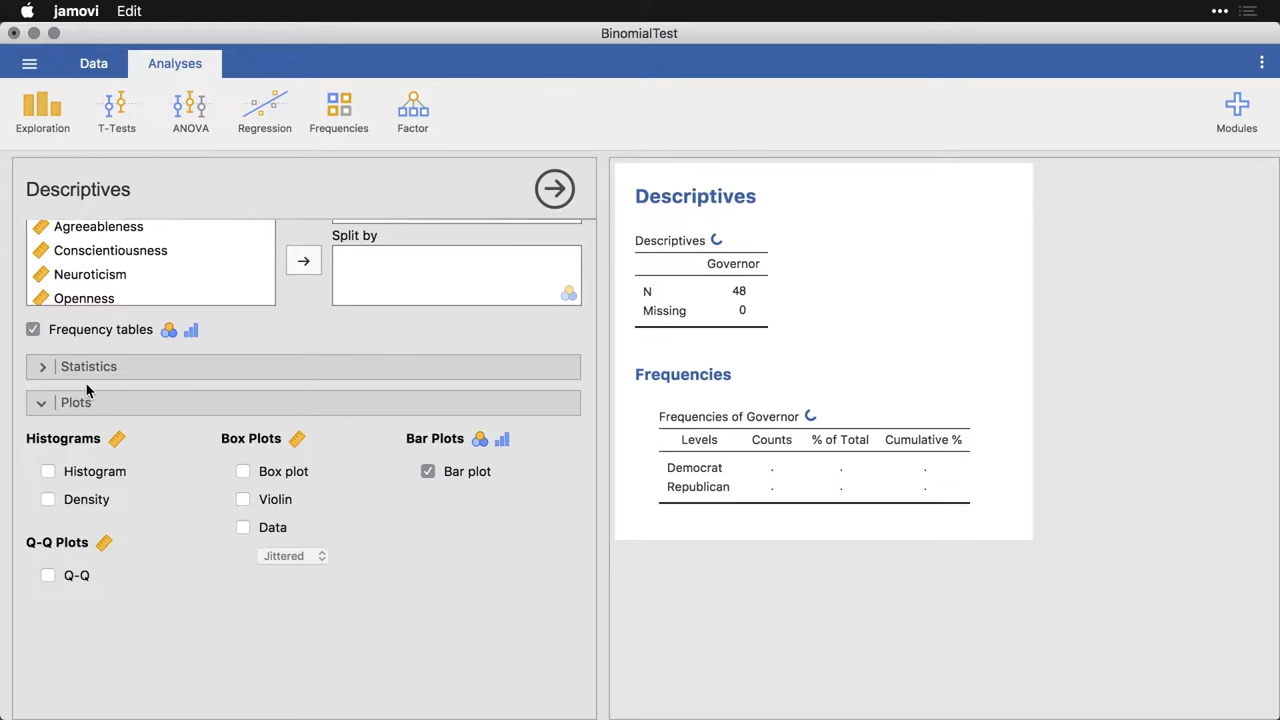 jamovi Edit
BinomialTest
Data Analyses
Exploration T-Tests ANOVA Regression Frequencies Factor Modules
Descriptives
Agreeableness
Conscientiousness
Neuroticism
Openness
Split by
Frequency tables
Statistics
Plots
Histograms Box Plots Bar Plots
Histogram Box plot Bar plot
Density Violin
Data
Jittered
Q-Q Plots
Q-Q
Descriptives
Descriptives
Governor
N 48
Missing 0
Frequencies
Frequencies of Governor
Levels Counts % of Total Cumulative %
Democrat . . .
Republican . . .